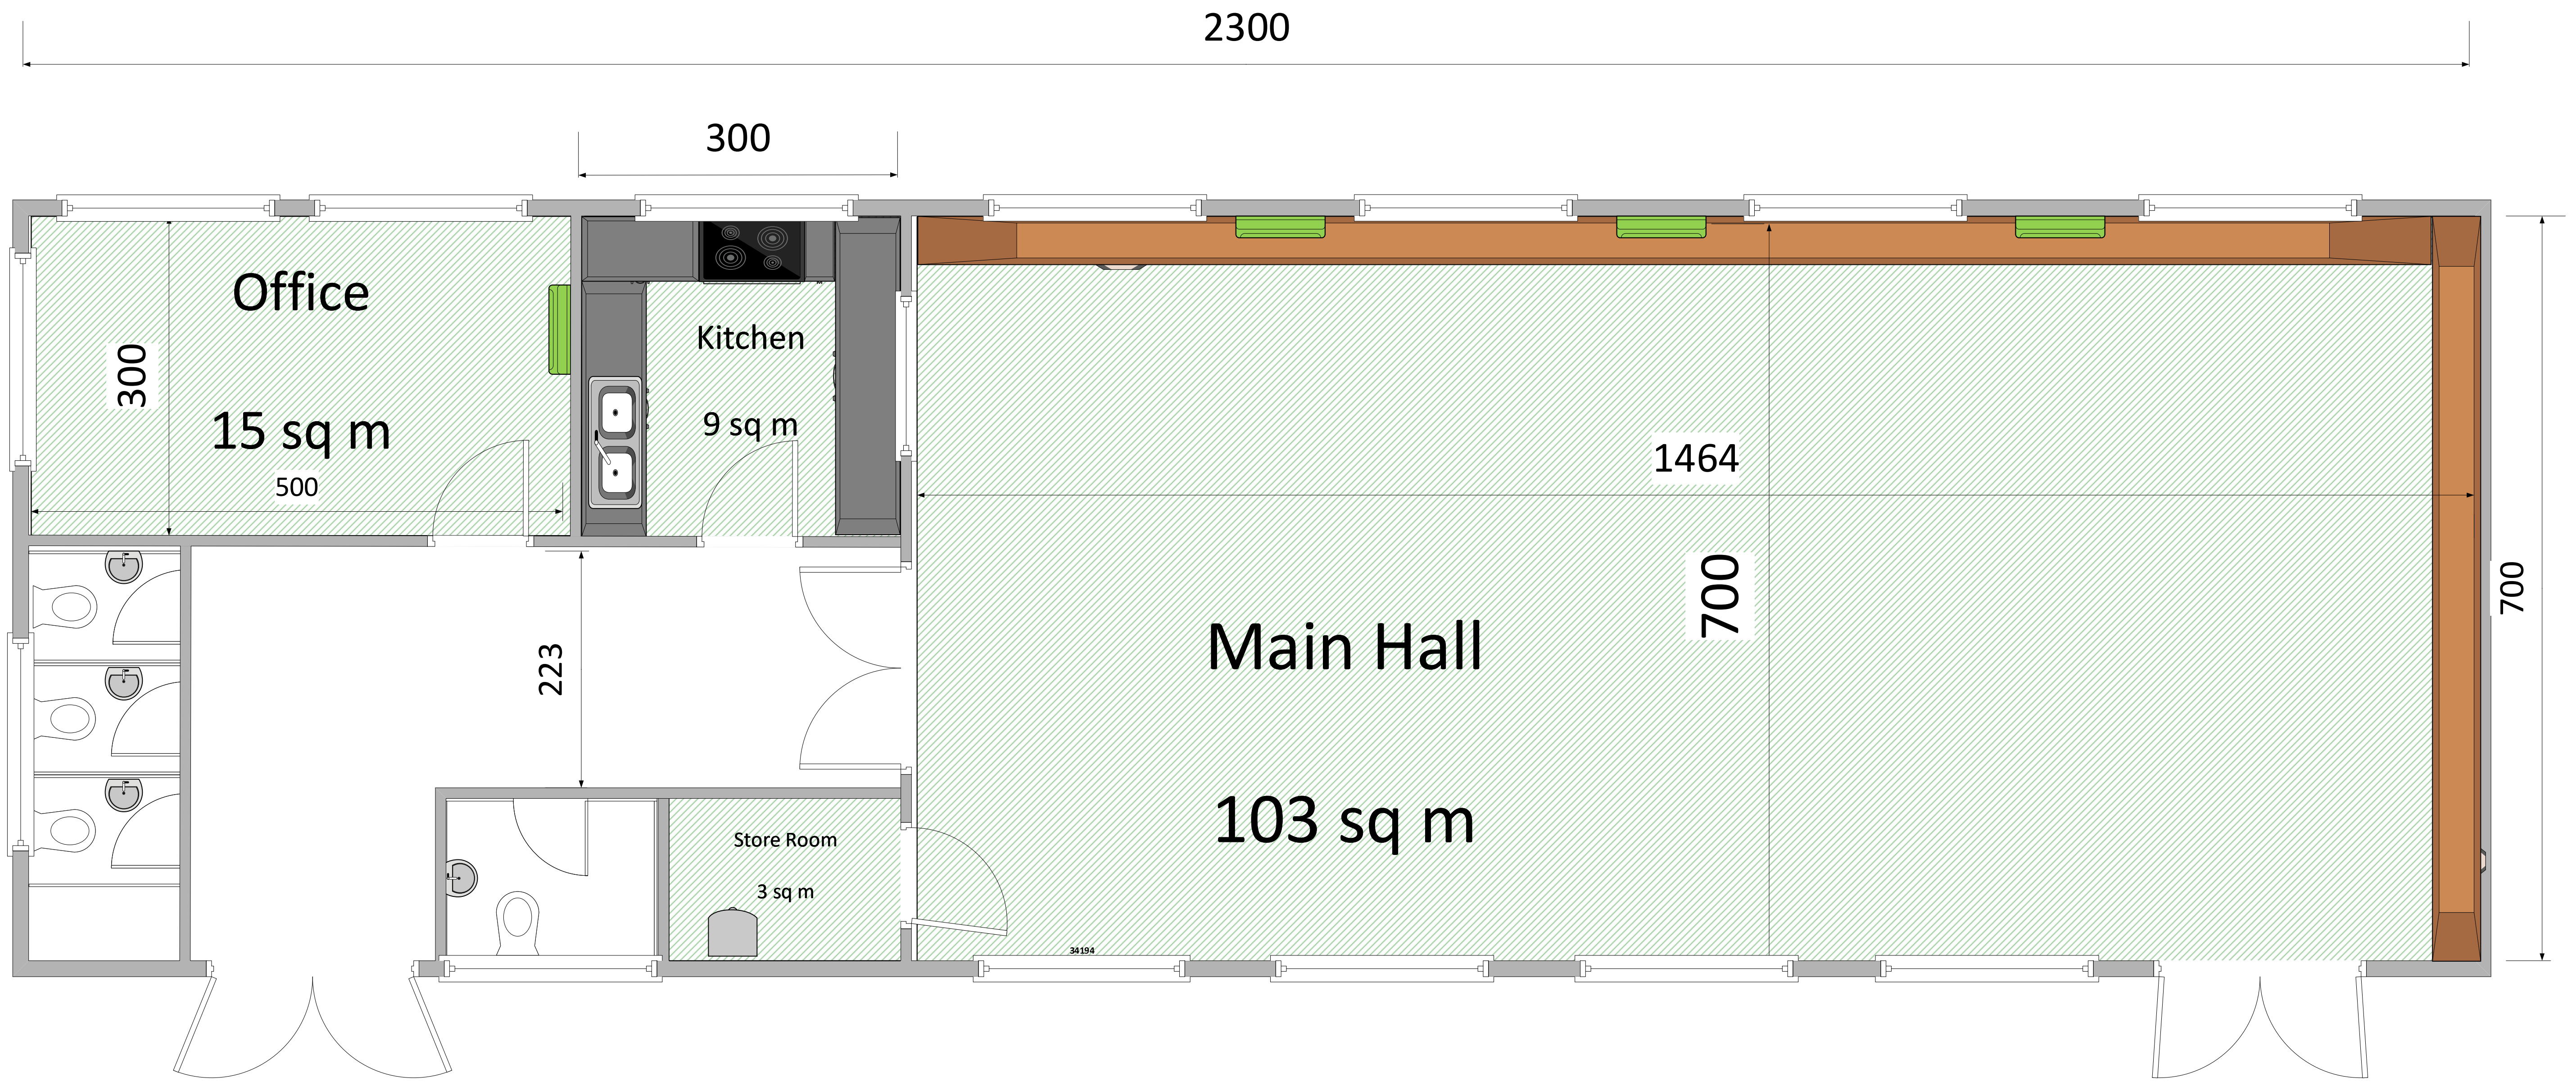 2300
300
Office
300
15 sq m
500
Kitchen
9 sq m
1464
700
700
Main Hall
223
103 sq m
Store Room
3 sq m
34194